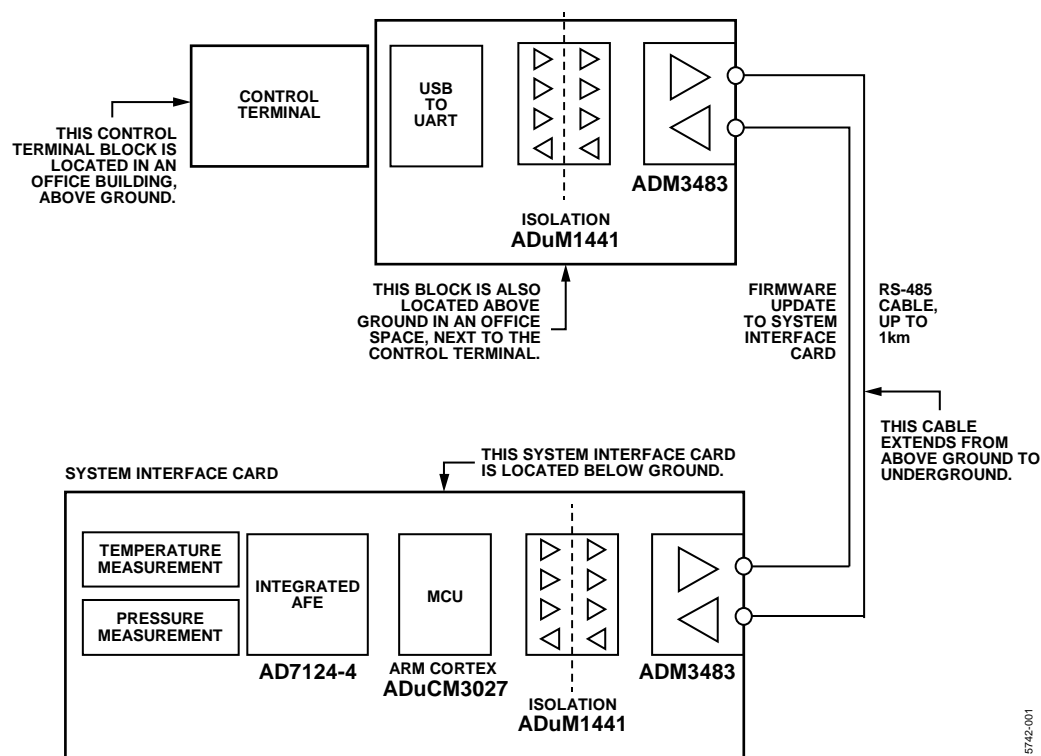 CONTROL
TERMINAL
THIS CONTROL
TERMINAL BLOCK IS
LOCATED IN AN
OFFICE BUILDING,
ABOVE GROUND.
USB
TO
UART
ADM3483
ISOLATION
ADuM1441
THIS BLOCK IS ALSO
LOCATED ABOVE
GROUND IN AN OFFICE
SPACE, NEXT TO THE
CONTROL TERMINAL.
FIRMWARE
UPDATE
TO SYSTEM
INTERFACE
CARD
RS-485
CABLE,
UP TO
1km
THIS CABLE
EXTENDS FROM
ABOVE GROUND TO
UNDERGROUND.
THIS SYSTEM INTERFACE CARD
IS LOCATED BELOW GROUND.
SYSTEM INTERFACE CARD
TEMPERATURE
MEASUREMENT
PRESSURE
MEASUREMENT
INTEGRATED
AFE
AD7124-4
MCU
ARM CORTEX
ADuCM3027
ISOLATION
ADuM1441
ADM3483
5742-001